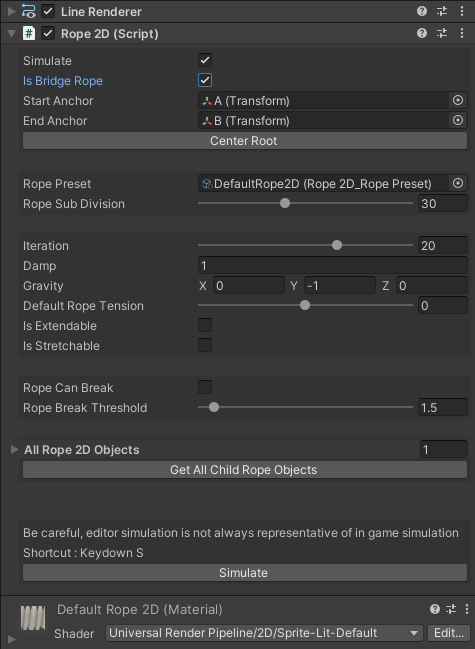 Line Renderer
# Rope 2D (Script)
Simulate
Is Bridge Rope
Start Anchor A (Transform)
End Anchor B (Transform)
Center Root
Rope Preset DefaultRope2D (Rope 2D_Rope Preset)
Rope Sub Division 30
Iteration 20
Damp 1
Gravity X 0 Y -1 Z 0
Default Rope Tension 0
Is Extendable
Is Stretchable
Rope Can Break
Rope Break Threshold 1.5
All Rope 2D Objects 1
Get All Child Rope Objects
Be careful, editor simulation is not always representative of in game simulation
Shortcut : Keydown S
Simulate
Default Rope 2D (Material)
Shader Universal Render Pipeline/2D/Sprite-Lit-Default Edit...